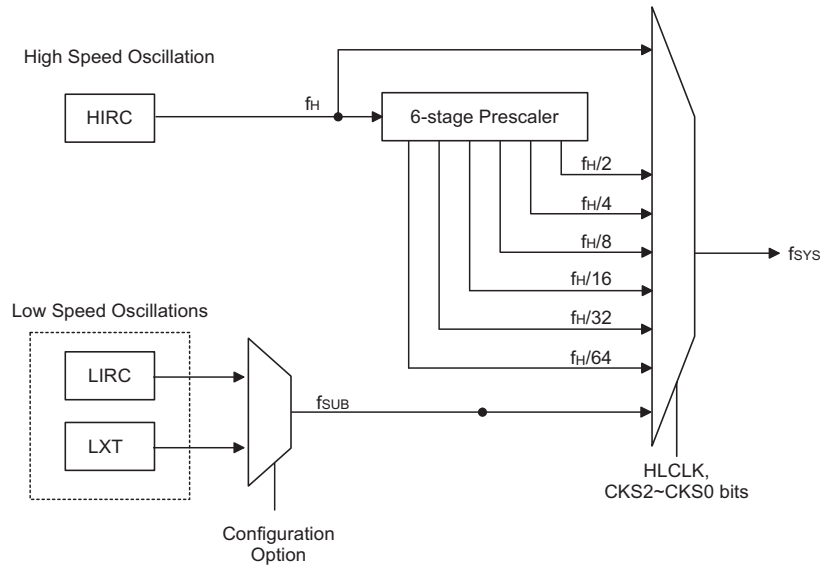 High Speed Oscillation
HIRC
fH
6-stage Prescaler
fH/2
fH/4
fH/8
fH/16
fH/32
fH/64
fSYS
Low Speed Oscillations
LIRC
LXT
fSUB
HLCLK,
CKS2~CKS0 bits
Configuration
Option